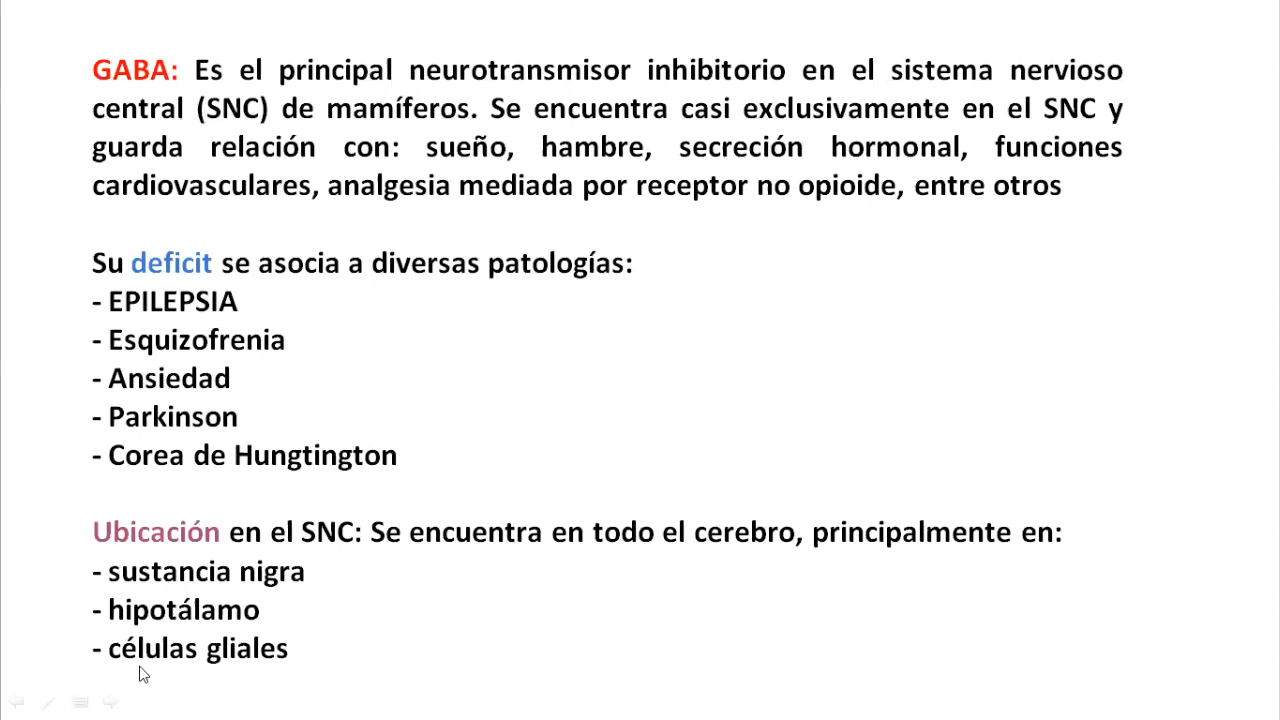 GABA: Es el principal neurotransmisor inhibitorio en el sistema nervioso
central (SNC) de mamíferos. Se encuentra casi exclusivamente en el SNC y
guarda relación con: sueño, hambre, secreción hormonal, funciones
cardiovasculares, analgesia mediada por receptor no opioide, entre otros
Su deficit se asocia a diversas patologías:
- EPILEPSIA
- Esquizofrenia
- Ansiedad
- Parkinson
- Corea de Hungtington
Ubicación en el SNC: Se encuentra en todo el cerebro, principalmente en:
- sustancia nigra
- hipotálamo
- células gliales